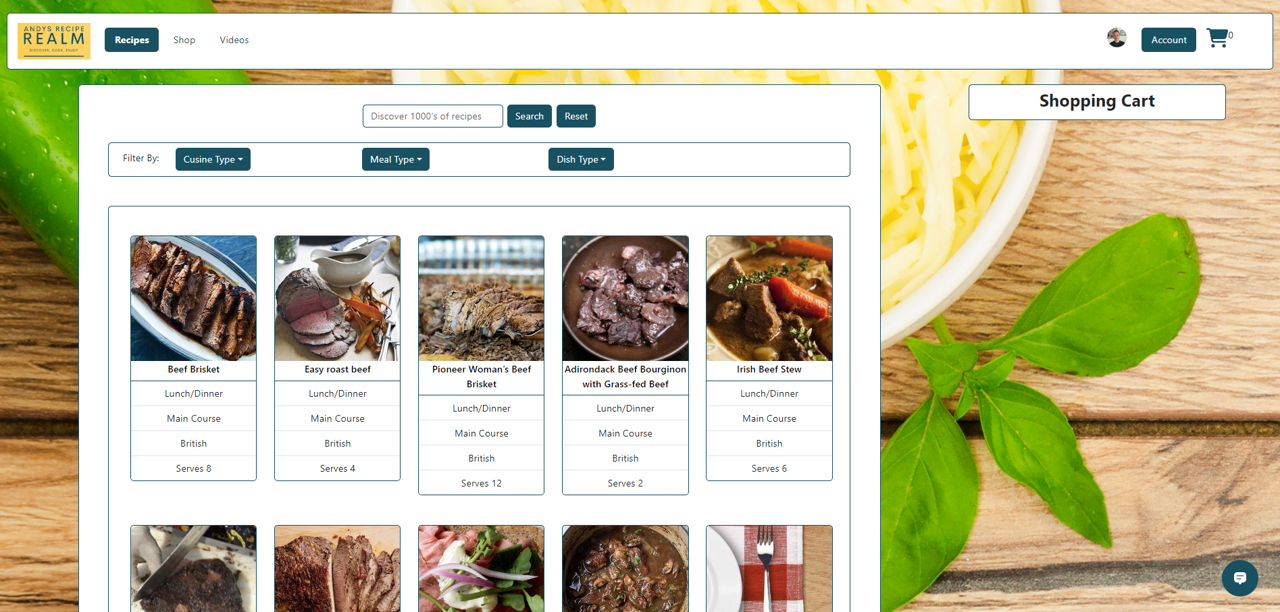 ANDYS RECIPE
REALM
DISCOVER, COOK, ENJOY
Recipes
Shop
Videos
Account
0
Discover 1000's of recipes
Search
Reset
Filter By:
Cusine Type
Meal Type
Dish Type
Shopping Cart
Beef Brisket
Lunch/Dinner
Main Course
British
Serves 8
Easy roast beef
Lunch/Dinner
Main Course
British
Serves 4
Pioneer Woman's Beef
Brisket
Lunch/Dinner
Main Course
British
Serves 12
Adirondack Beef Bourginon
with Grass-fed Beef
Lunch/Dinner
Main Course
British
Serves 2
Irish Beef Stew
Lunch/Dinner
Main Course
British
Serves 6